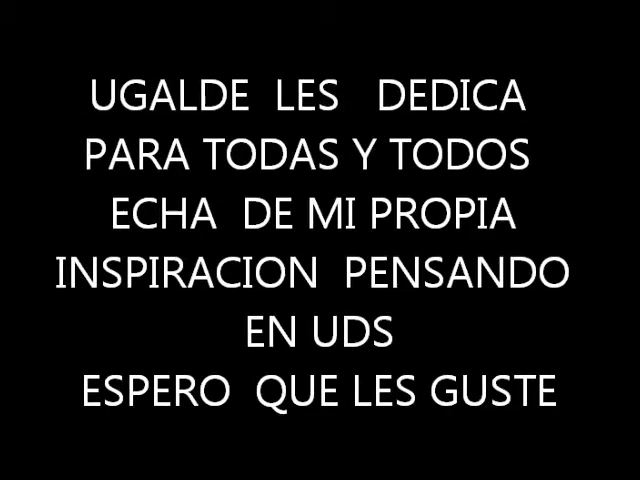 UGALDE LES DEDICA
PARA TODAS Y TODOS
ECHA DE MI PROPIA
INSPIRACION PENSANDO
EN UDS
ESPERO QUE LES GUSTE